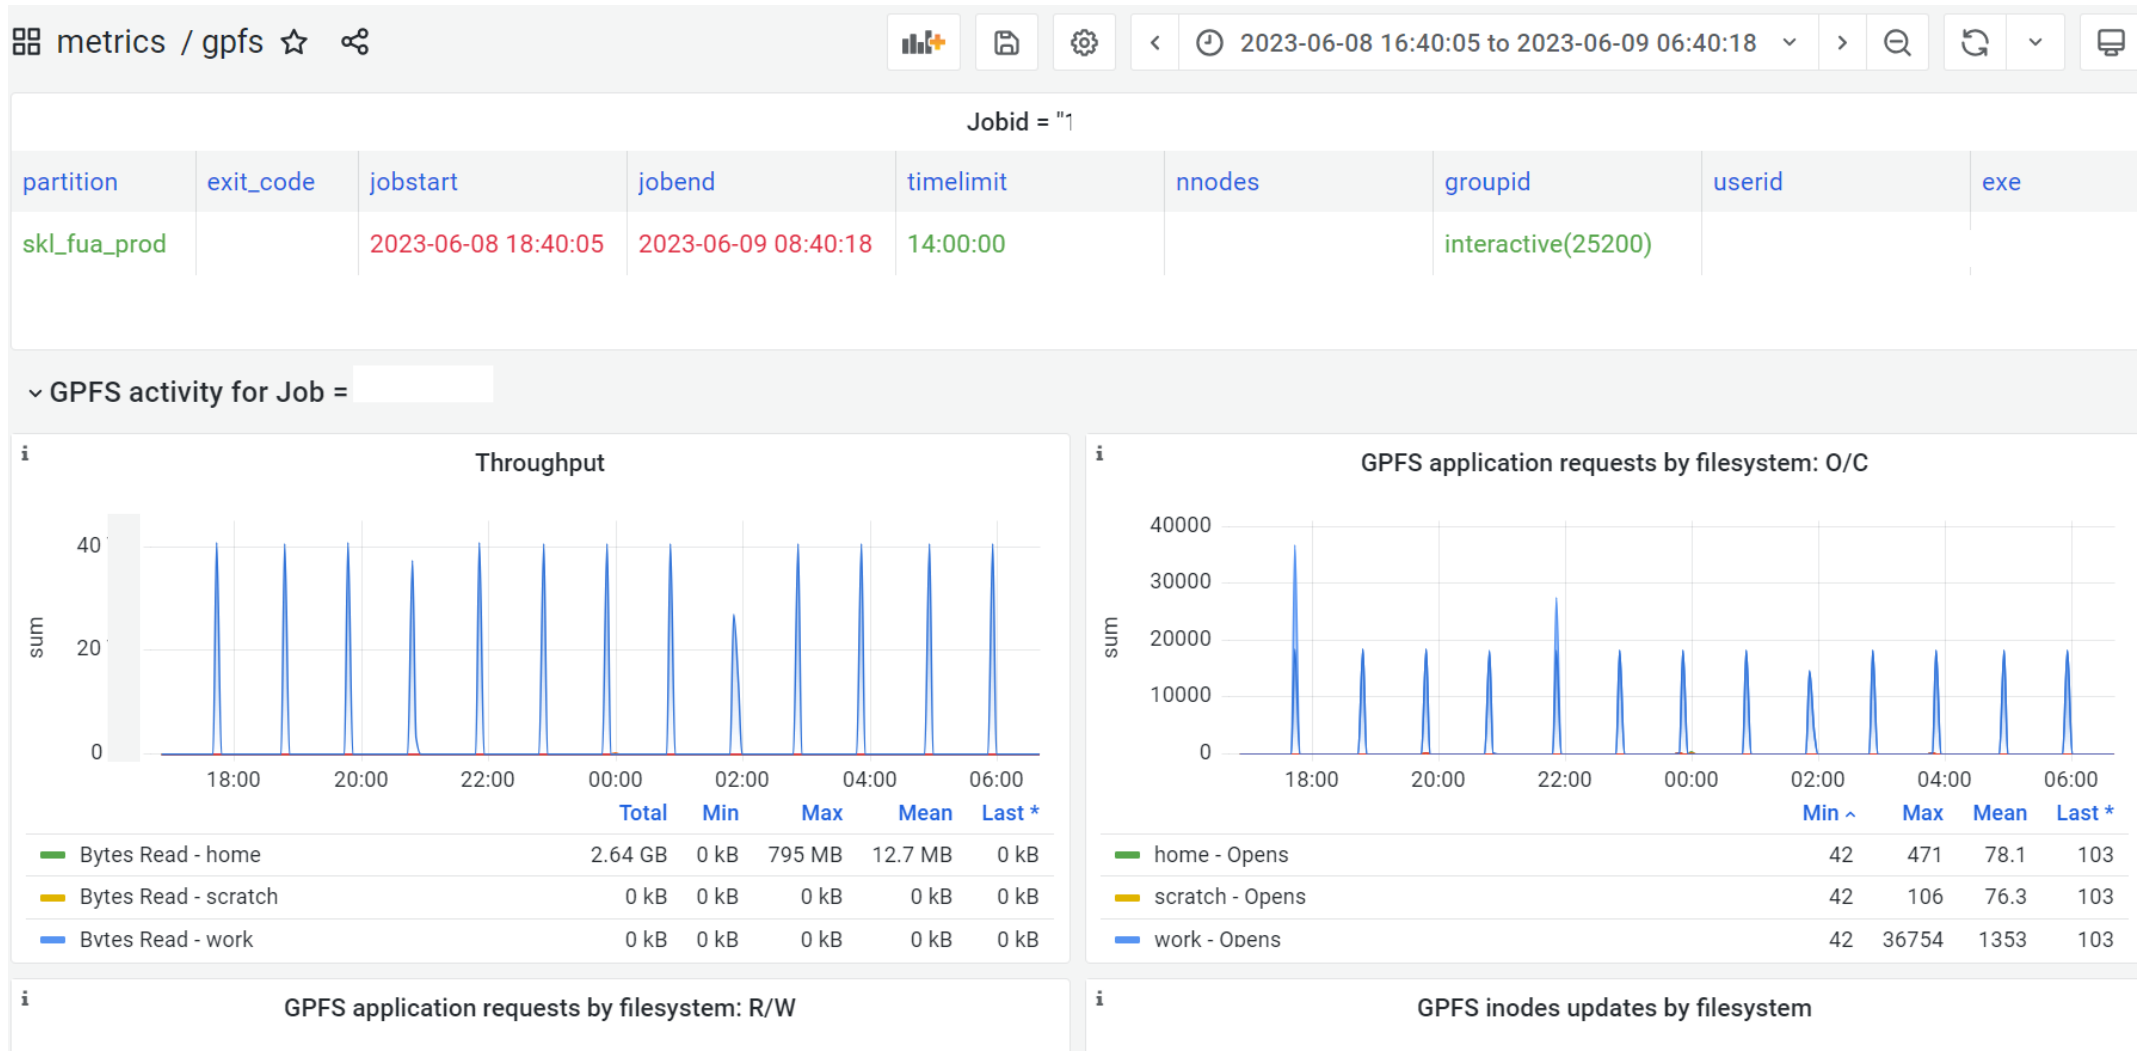 metrics / gpfs 2023-06-08 16:40:05 to 2023-06-09 06:40:18
Jobid = "1
partition exit_code jobstart jobend timelimit nnodes groupid userid exe
skl_fua_prod 2023-06-08 18:40:05 2023-06-09 08:40:18 14:00:00 interactive(25200)
GPFS activity for Job =
i Throughput
40
20
0
sum
18:00 20:00 22:00 00:00 02:00 04:00 06:00
Total Min Max Mean Last *
Bytes Read - home 2.64 GB 0 kB 795 MB 12.7 MB 0 kB
Bytes Read - scratch 0 kB 0 kB 0 kB 0 kB 0 kB
Bytes Read - work 0 kB 0 kB 0 kB 0 kB 0 kB
i GPFS application requests by filesystem: O/C
40000
30000
20000
10000
0
sum
18:00 20:00 22:00 00:00 02:00 04:00 06:00
Min Max Mean Last *
home - Opens 42 471 78.1 103
scratch - Opens 42 106 76.3 103
work - Opens 42 36754 1353 103
i GPFS application requests by filesystem: R/W
i GPFS inodes updates by filesystem